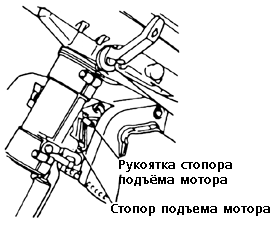 Рукоятка стопора
подъёма мотора
Стопор подъема мотора